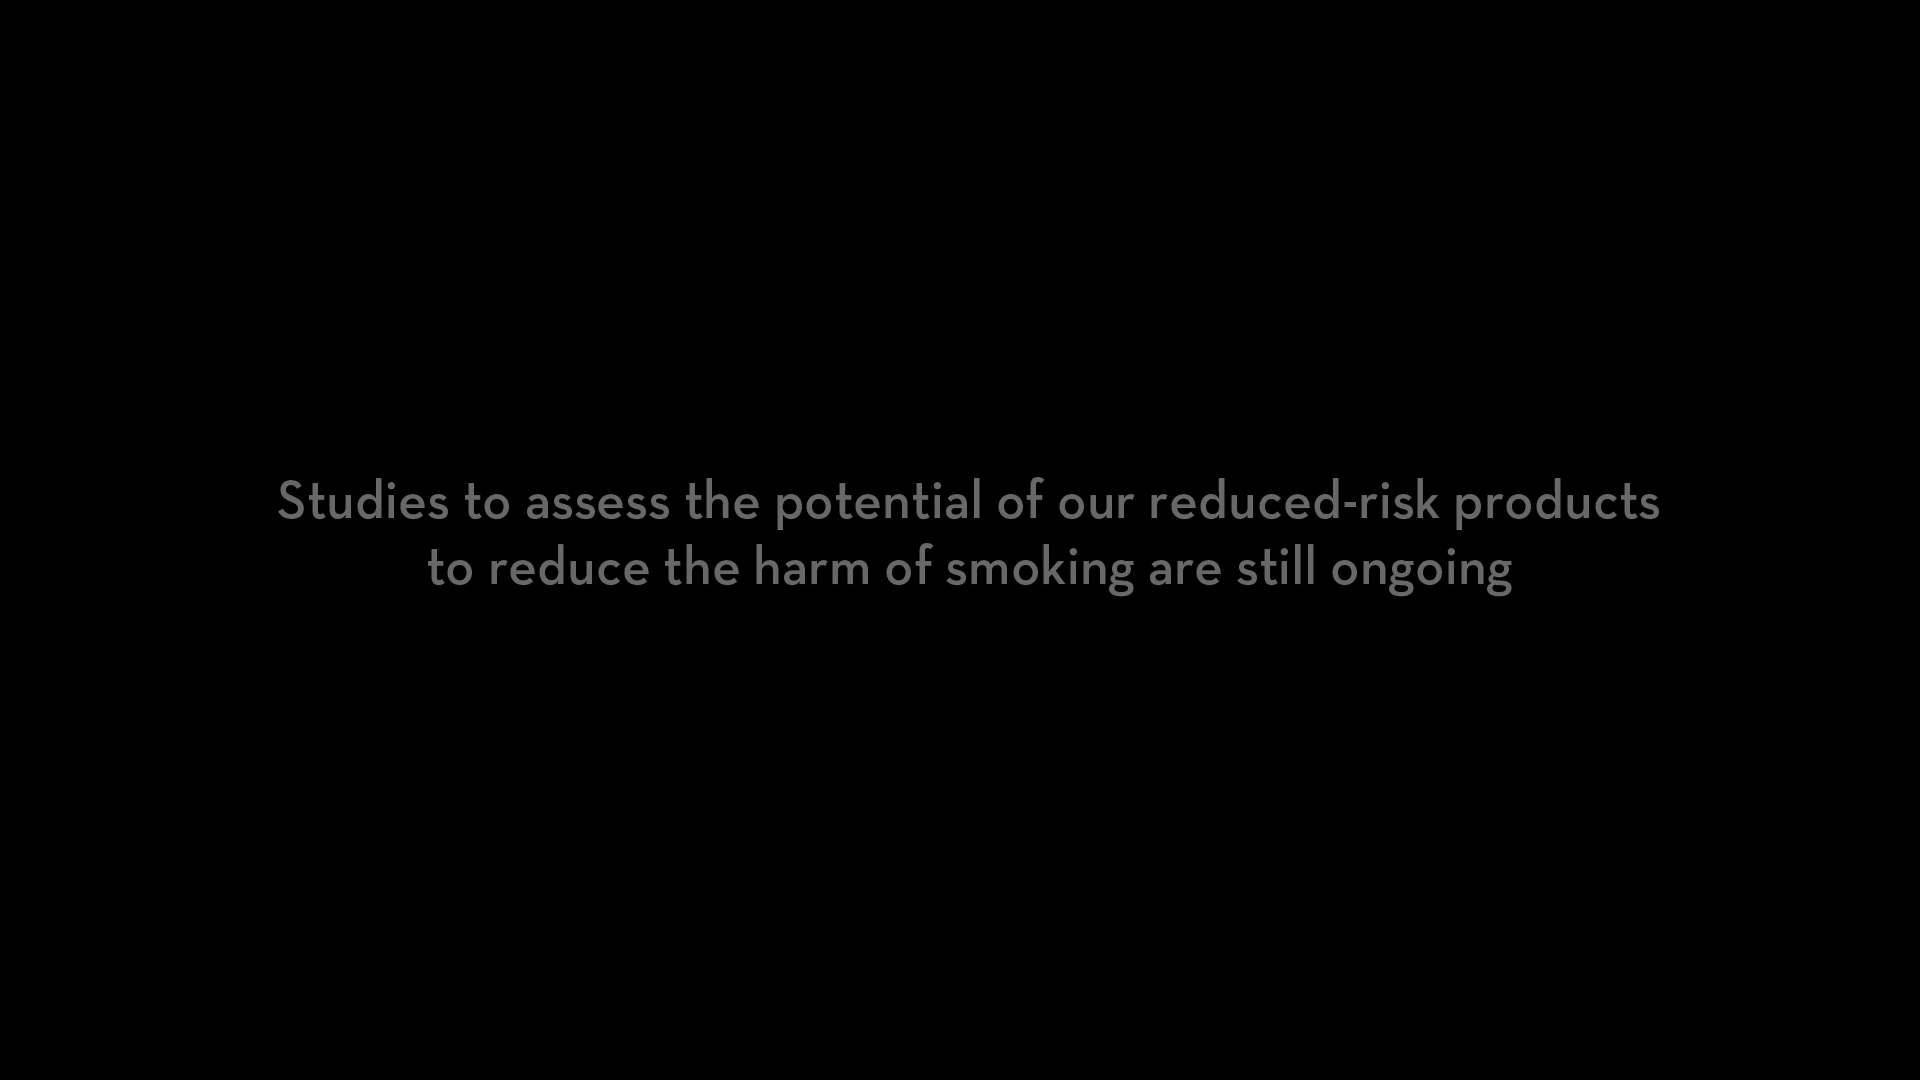 Studies to assess the potential of our reduced-risk products
to reduce the harm of smoking are still ongoing